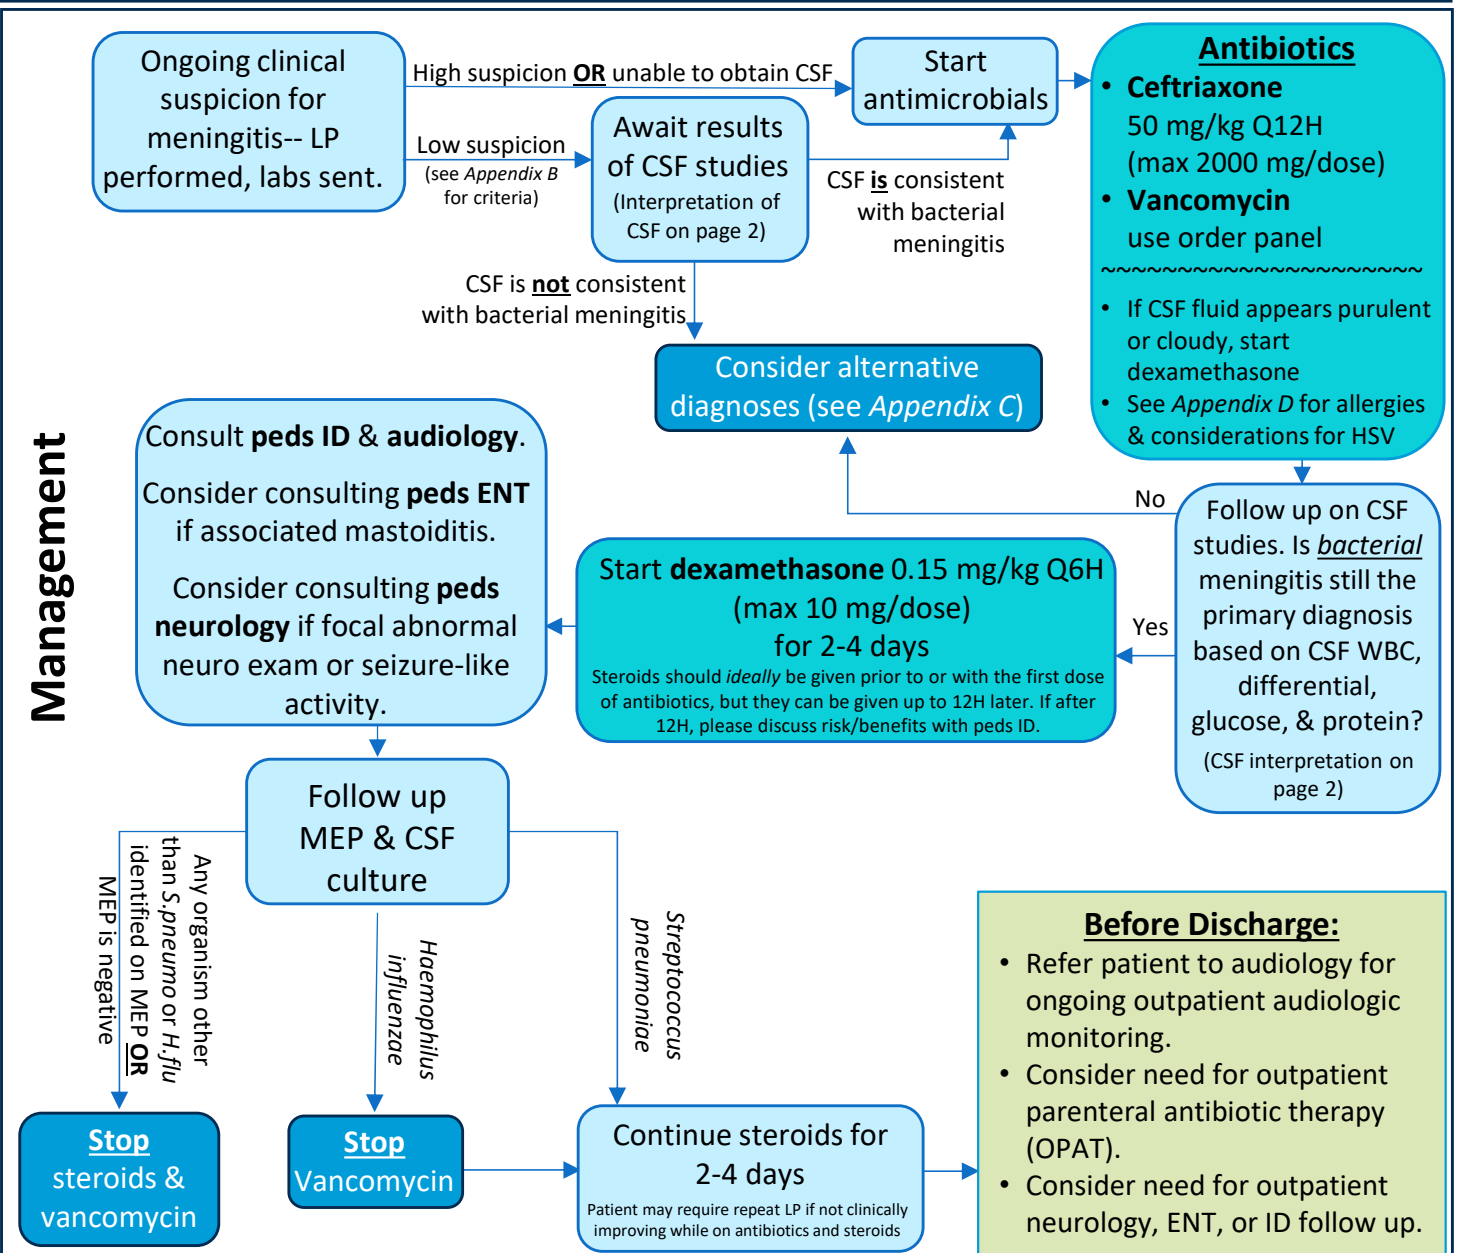 Management
Ongoing clinical
suspicion for
meningitis-- LP
performed, labs sent.
High suspicion OR unable to obtain CSF
Low suspicion
(see Appendix B
for criteria)
Await results
of CSF studies
(Interpretation of
CSF on page 2)
Start
antimicrobials
CSF is consistent
with bacterial
meningitis
CSF is not consistent
with bacterial meningitis
Antibiotics
• Ceftriaxone
50 mg/kg Q12H
(max 2000 mg/dose)
• Vancomycin
use order panel
~~~~~~~~~~~~~~~~~~~~~
• If CSF fluid appears purulent
or cloudy, start
dexamethasone
• See Appendix D for allergies
& considerations for HSV
Consider alternative
diagnoses (see Appendix C)
No
Follow up on CSF
studies. Is bacterial
meningitis still the
primary diagnosis
based on CSF WBC,
differential,
glucose, & protein?
(CSF interpretation on
page 2)
Yes
Start dexamethasone 0.15 mg/kg Q6H
(max 10 mg/dose)
for 2-4 days
Steroids should ideally be given prior to or with the first dose
of antibiotics, but they can be given up to 12H later. If after
12H, please discuss risk/benefits with peds ID.
Consult peds ID & audiology.
Consider consulting peds ENT
if associated mastoiditis.
Consider consulting peds
neurology if focal abnormal
neuro exam or seizure-like
activity.
Follow up
MEP & CSF
culture
Any organism other
than S.pneumo or H.flu
identified on MEP OR
MEP is negative
Haemophilus
influenzae
Streptococcus
pneumoniae
Stop
steroids &
vancomycin
Stop
Vancomycin
Continue steroids for
2-4 days
Patient may require repeat LP if not clinically
improving while on antibiotics and steroids
Before Discharge:
• Refer patient to audiology for
ongoing outpatient audiologic
monitoring.
• Consider need for outpatient
parenteral antibiotic therapy
(OPAT).
• Consider need for outpatient
neurology, ENT, or ID follow up.